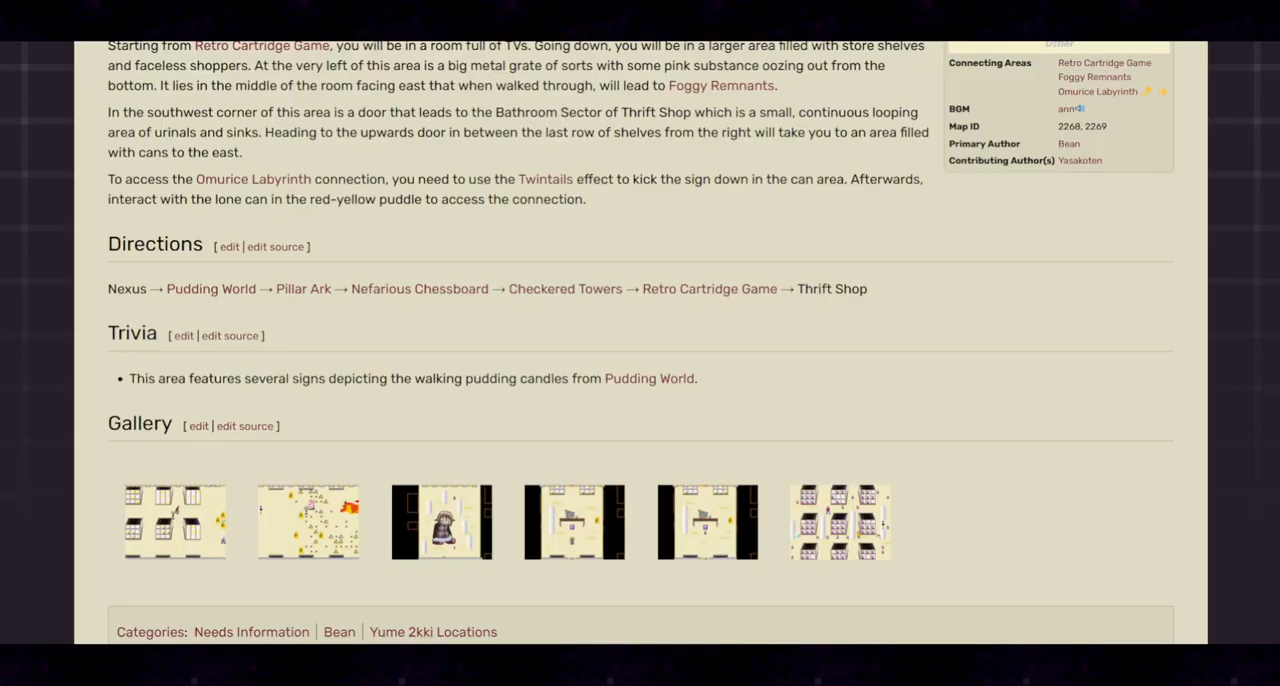 Starting from Retro Cartridge Game, you will be in a room full of TVs. Going down, you will be in a larger area filled with store shelves
and faceless shoppers. At the very left of this area is a big metal grate of sorts with some pink substance oozing out from the
bottom. It lies in the middle of the room facing east that when walked through, will lead to Foggy Remnants.
In the southwest corner of this area is a door that leads to the Bathroom Sector of Thrift Shop which is a small, continuous looping
area of urinals and sinks. Heading to the upwards door in between the last row of shelves from the right will take you to an area filled
with cans to the east.
To access the Omurice Labyrinth connection, you need to use the Twintails effect to kick the sign down in the can area. Afterwards,
interact with the lone can in the red-yellow puddle to access the connection.
Other
Connecting Areas Retro Cartridge Game
Foggy Remnants
Omurice Labyrinth
BGM ann
Map ID 2268, 2269
Primary Author Bean
Contributing Author(s) Yasakoten
Directions [ edit | edit source ]
Nexus → Pudding World → Pillar Ark → Nefarious Chessboard → Checkered Towers → Retro Cartridge Game → Thrift Shop
Trivia [ edit | edit source ]
• This area features several signs depicting the walking pudding candles from Pudding World.
Gallery [ edit | edit source ]
Categories: Needs Information | Bean | Yume 2kki Locations